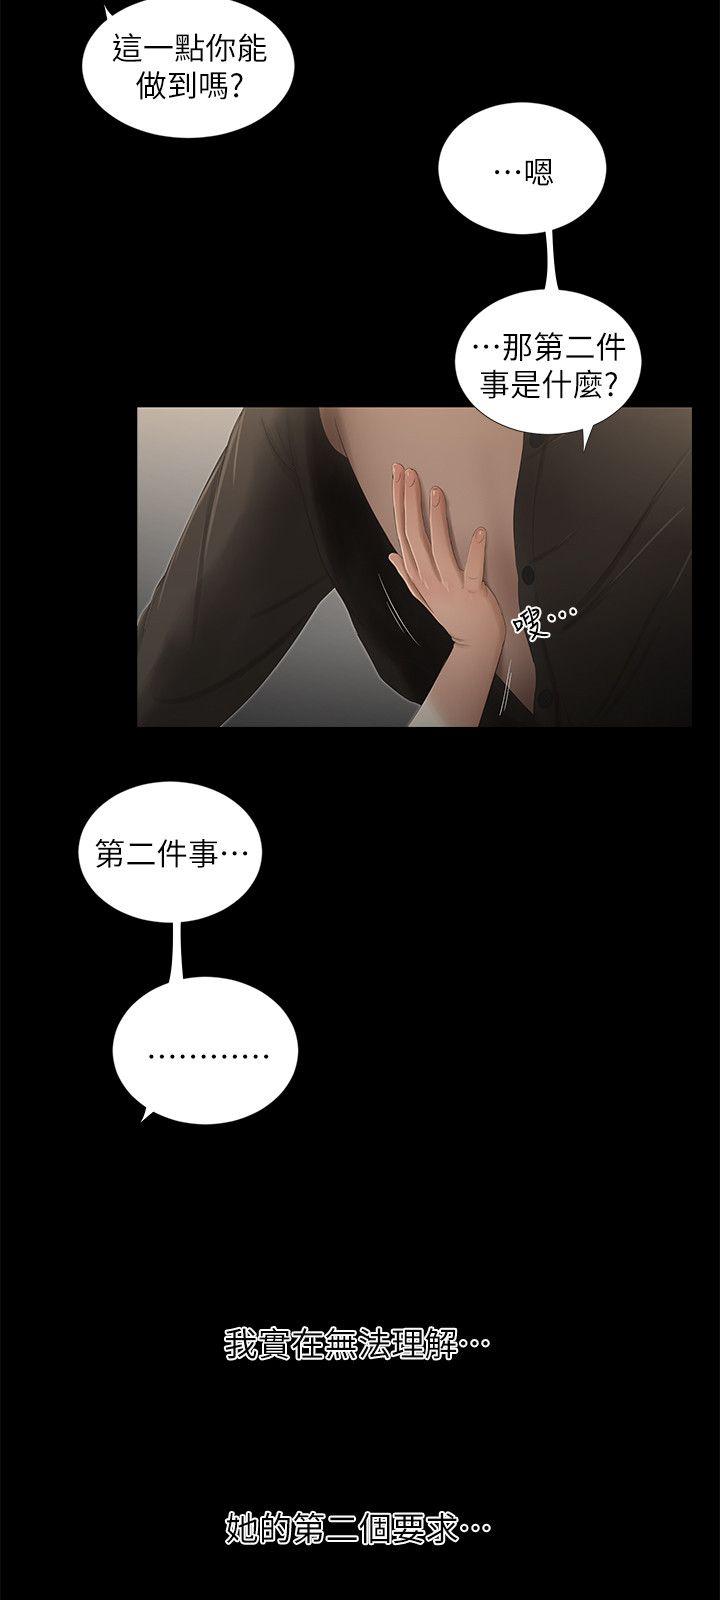 這一點你能
做到嗎?
⋯嗯
⋯那第二件
事是什麼?
嗖⋯
第二件事⋯
⋯⋯⋯⋯
我實在無法理解⋯
她的第二個要求⋯